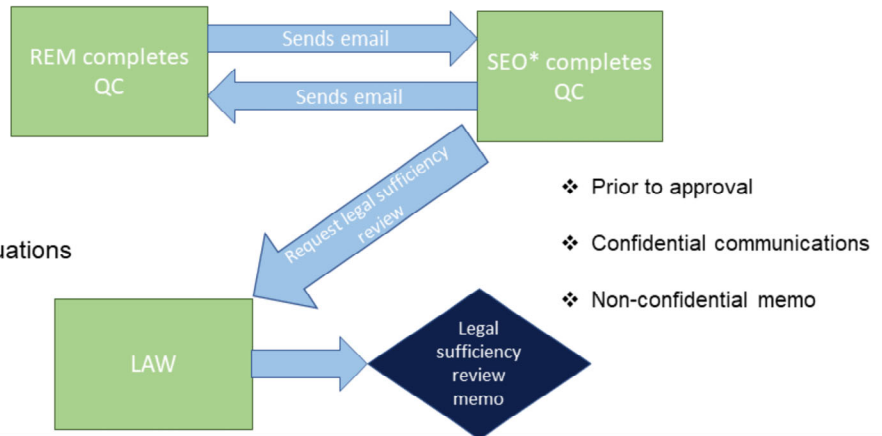 REM completes
QC
Sends email
Sends email
SEO* completes
QC
Request legal sufficiency
review
❖ Prior to approval
❖ Confidential communications
❖ Non-confidential memo
uations
LAW
Legal
sufficiency
review
memo